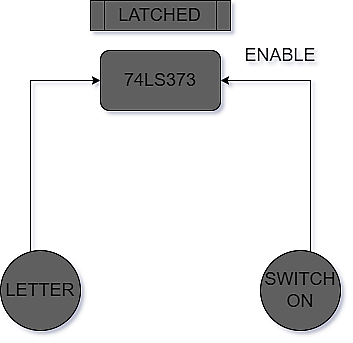 LATCHED
ENABLE
74LS373
LETTER
SWITCH
ON